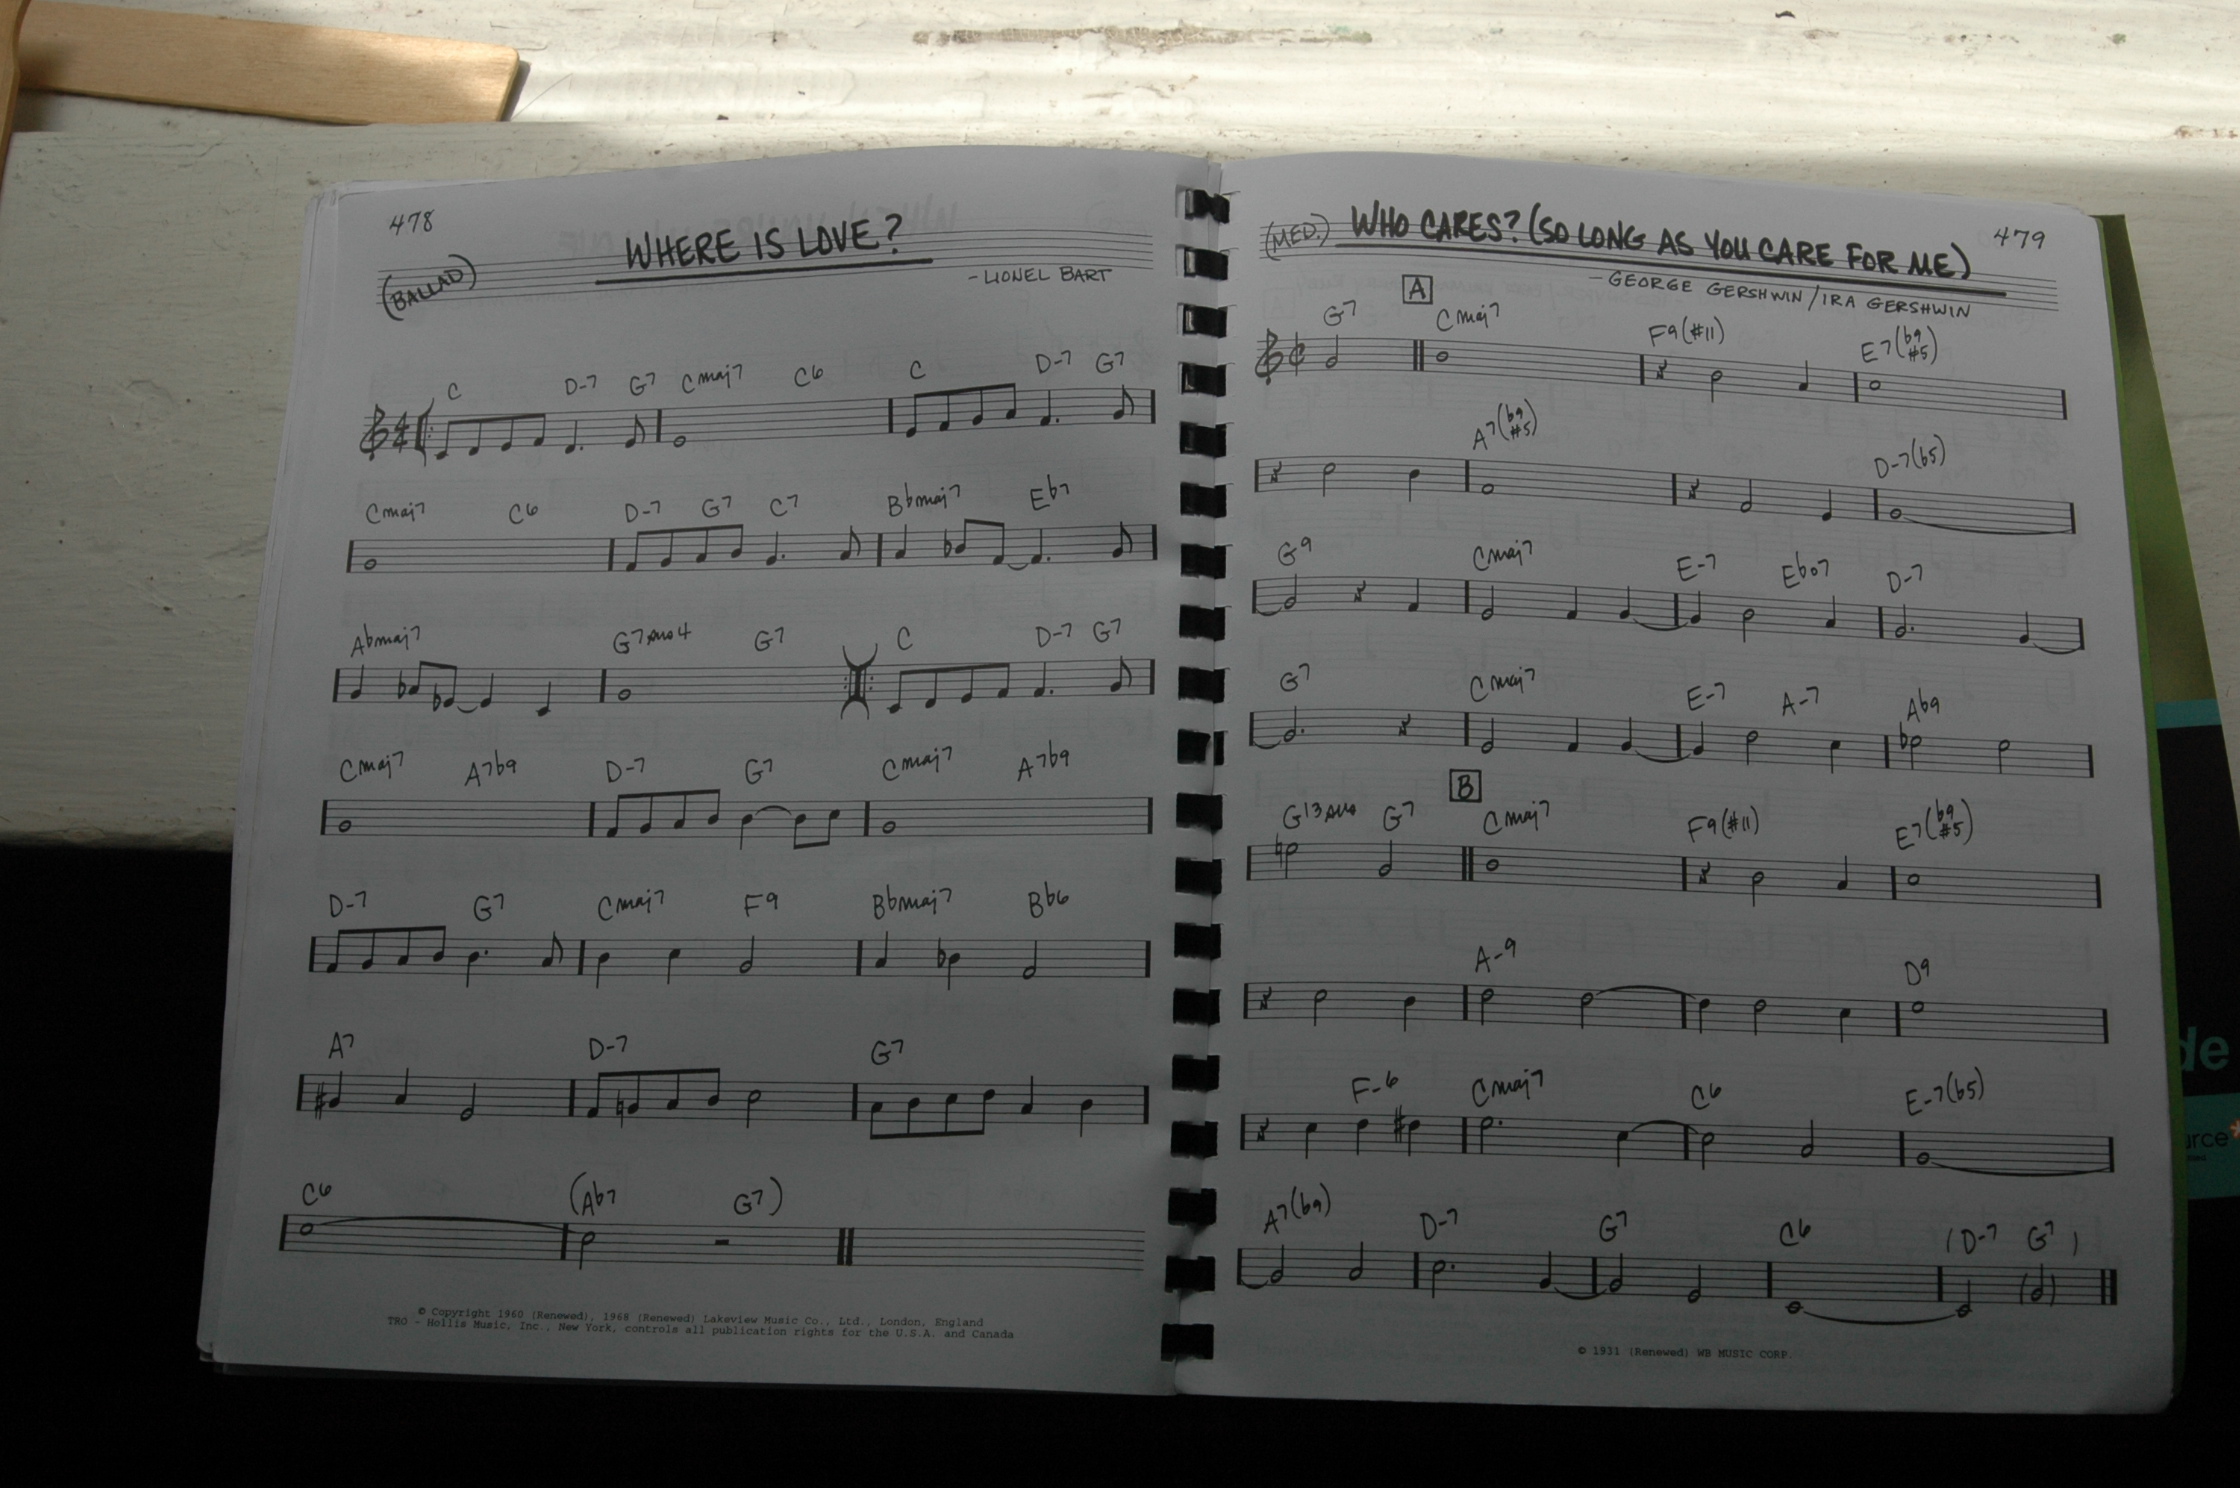 478
(BALLAD)
WHERE IS LOVE?
- LIONEL BART
C D-7 G7 Cmaj7 C6 C D-7 G7
Cmaj7 C6 D-7 G7 C7 Bbmaj7 Eb7
Abmaj7 G7sus4 G7 C D-7 G7
Cmaj7 A7b9 D-7 G7 Cmaj7 A7b9
D-7 G7 Cmaj7 F9 Bbmaj7 Bb6
A7 D-7 G7
C6 (Ab7 G7)
© Copyright 1960 (Renewed), 1968 (Renewed) Lakeview Music Co., Ltd., London, England
TRO - Hollis Music, Inc., New York, controls all publication rights for the U.S.A. and Canada
479
(MED.)
WHO CARES? (SO LONG AS YOU CARE FOR ME)
- GEORGE GERSHWIN / IRA GERSHWIN
A
G7 Cmaj7 F9(#11) E7(b9 #5)
A7(b9 #5) D-7(b5)
G9 Cmaj7 E-7 Ebo7 D-7
G7 Cmaj7 E-7 A-7 Ab9
B
G13sus G7 Cmaj7 F9(#11) E7(b9 #5)
A-9 D9
F-6 Cmaj7 C6 E-7(b5)
A7(b9) D-7 G7 C6 (D-7 G7)
© 1931 (Renewed) WB MUSIC CORP.
de
urce*